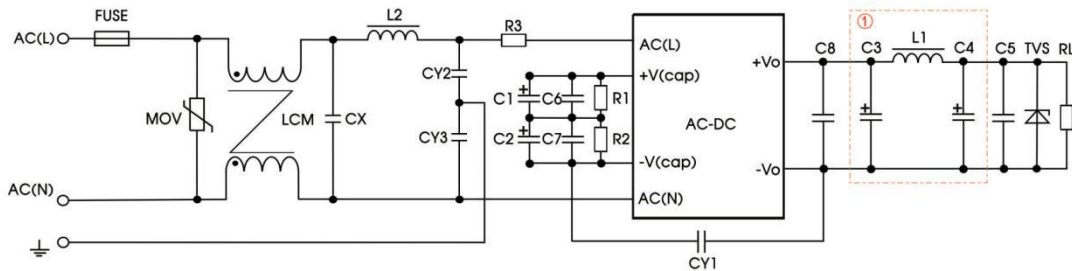 FUSE
L2
①
AC(L)
R3
AC(L)
+Vo
C8
C3
L1
C4
C5
TVS
RL
CY2
+V(cap)
+
C1
C6
R1
+
+
MOV
LCM
CX
AC-DC
CY3
+
C2
C7
R2
-V(cap)
-Vo
AC(N)
AC(N)
CY1